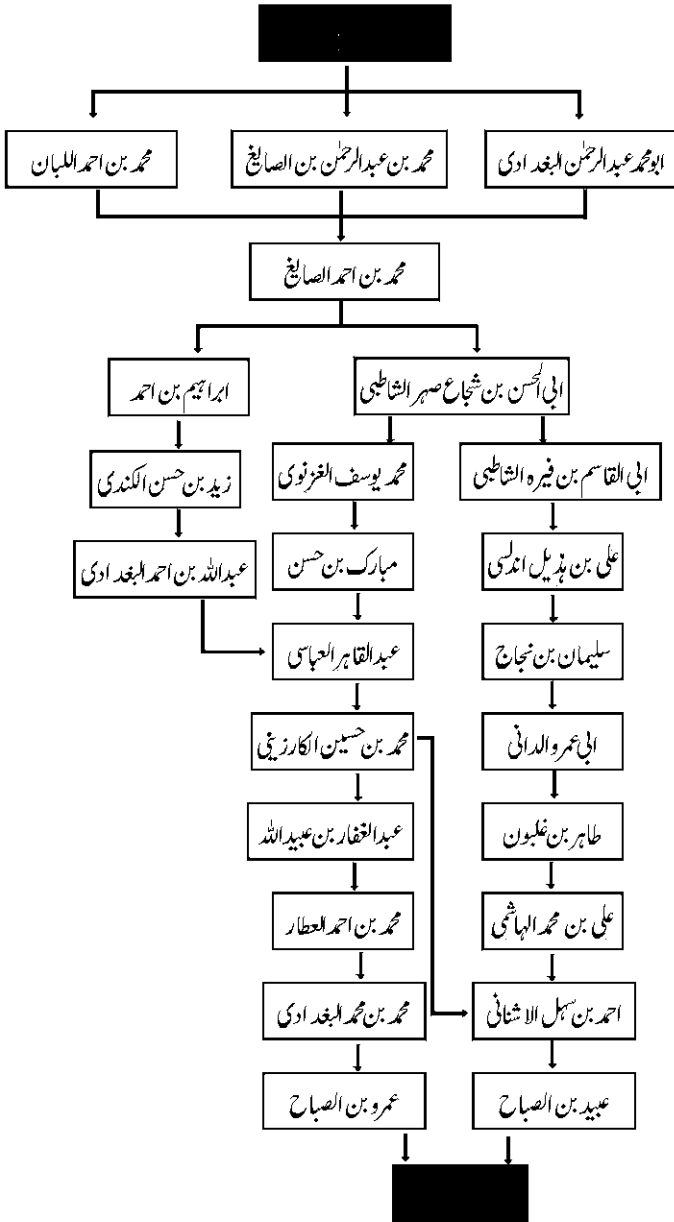 ابومحمد عبدالرحمٰن البغدادی
محمد بن عبدالرحمٰن بن الصایغ
محمد بن احمد اللبان
محمد بن احمد الصایغ
ابی الحسن بن شجاع صہر الشاطبی
ابراہیم بن احمد
ابی القاسم بن فیرہ الشاطبی
محمد یوسف الغزنوی
زید بن حسن الکندی
علی بن ہذیل اندلسی
مبارک بن حسن
عبداللہ بن احمد البغدادی
سلیمان بن نجاح
عبدالقاہر العباسی
ابی عمرو الدانی
محمد بن حسین الکارزینی
طاہر بن غلبون
عبدالغفار بن عبیداللہ
علی بن محمد الہاشمی
محمد بن احمد العطار
احمد بن سہل الاشنانی
محمد بن محمد البغدادی
عبید بن الصباح
عمرو بن الصباح